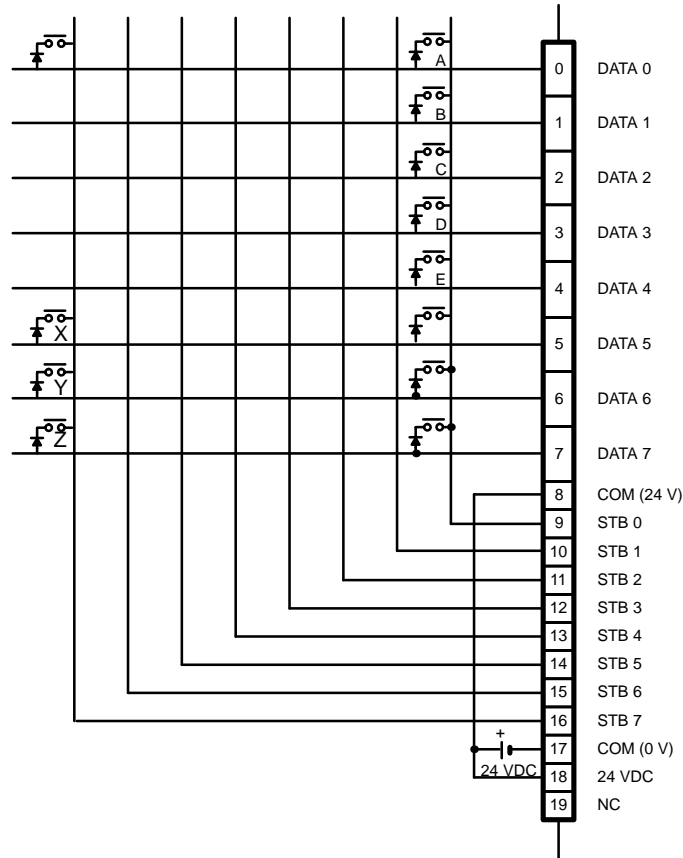 A 0 DATA 0
B 1 DATA 1
C 2 DATA 2
D 3 DATA 3
E 4 DATA 4
X 5 DATA 5
Y 6 DATA 6
Z 7 DATA 7
8 COM (24 V)
9 STB 0
10 STB 1
11 STB 2
12 STB 3
13 STB 4
14 STB 5
15 STB 6
16 STB 7
+ 17 COM (0 V)
24 VDC 18 24 VDC
19 NC